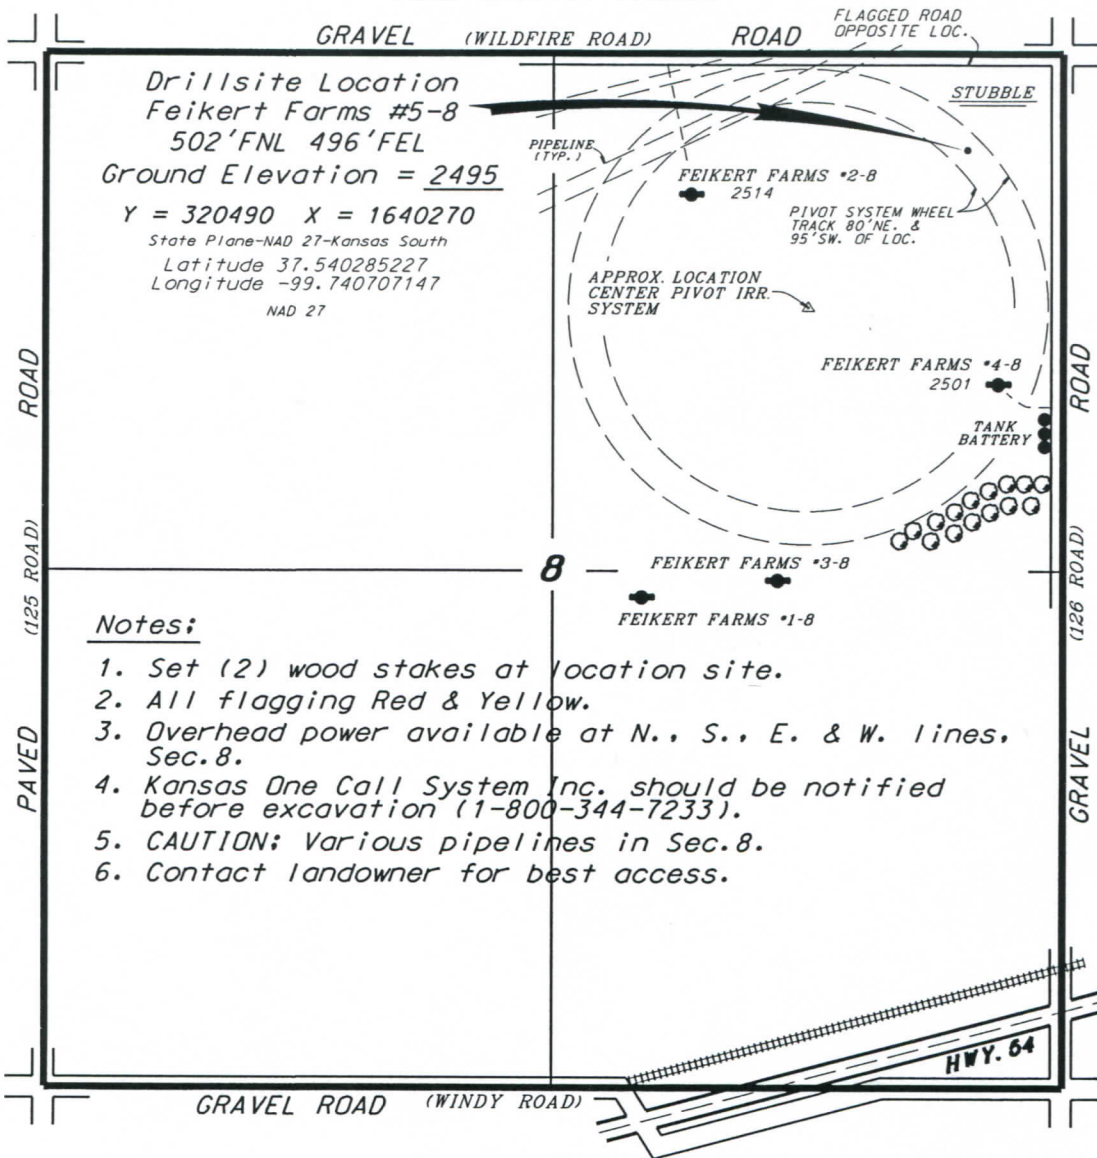 GRAVEL (WILDFIRE ROAD) ROAD
FLAGGED ROAD
OPPOSITE LOC.
Drillsite Location
Feikert Farms #5-8
502'FNL 496'FEL
Ground Elevation = 2495
Y = 320490 X = 1640270
State Plane-NAD 27-Kansas South
Latitude 37.540285227
Longitude -99.740707147
NAD 27
STUBBLE
PIPELINE
(TYP.)
FEIKERT FARMS #2-8
2514
PIVOT SYSTEM WHEEL
TRACK 80'NE. &
95'SW. OF LOC.
APPROX. LOCATION
CENTER PIVOT IRR.
SYSTEM
FEIKERT FARMS #4-8
2501
TANK
BATTERY
PAVED (125 ROAD) ROAD
GRAVEL (126 ROAD) ROAD
8
FEIKERT FARMS #3-8
FEIKERT FARMS #1-8
Notes:
1. Set (2) wood stakes at location site.
2. All flagging Red & Yellow.
3. Overhead power available at N., S., E. & W. lines,
Sec.8.
4. Kansas One Call System Inc. should be notified
before excavation (1-800-344-7233).
5. CAUTION: Various pipelines in Sec.8.
6. Contact landowner for best access.
HWY. 54
GRAVEL ROAD (WINDY ROAD)